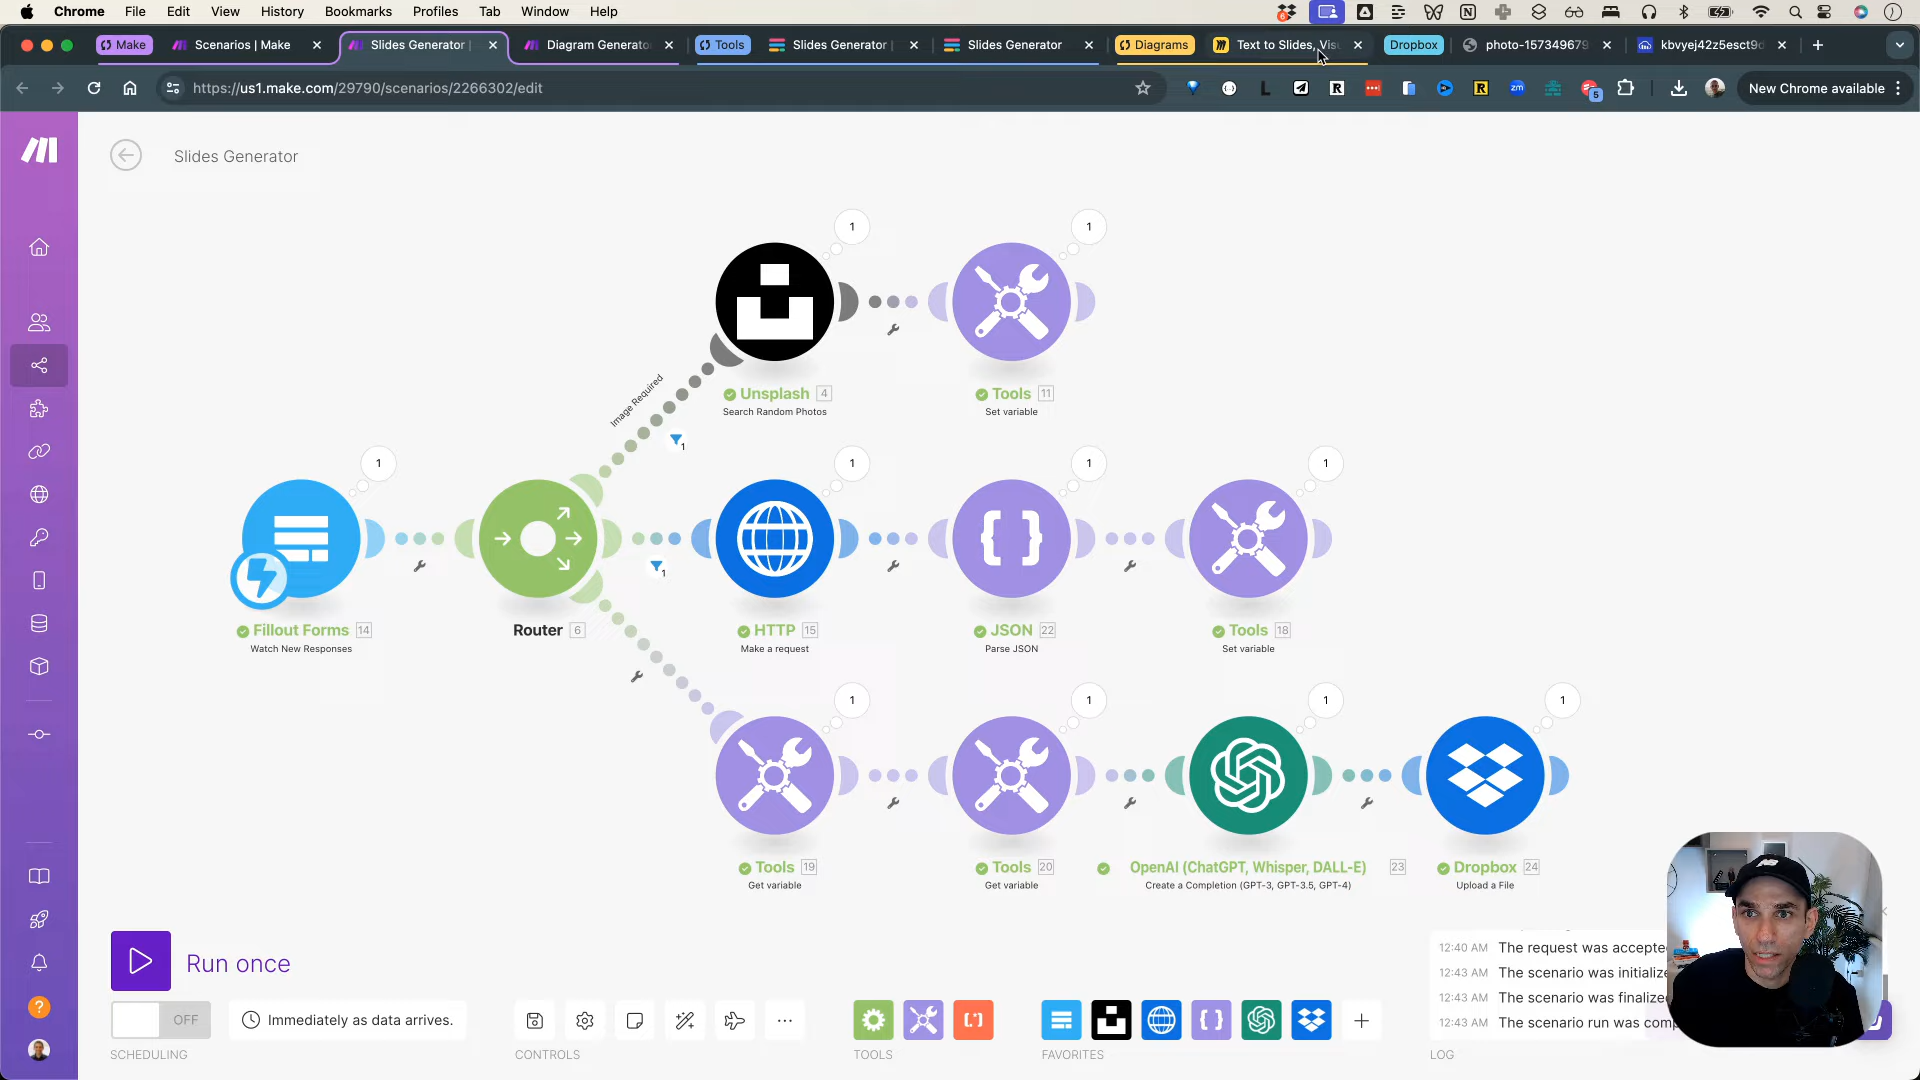 Chrome File Edit View History Bookmarks Profiles Tab Window Help
Make Scenarios | Make Slides Generator | Diagram Generato Tools Slides Generator | Slides Generator Diagrams Text to Slides, Visu Dropbox photo-157349679 kbvyej42z5esct9d
https://us1.make.com/29790/scenarios/2266302/edit New Chrome available
Slides Generator
1 1
Image Required
Unsplash 4
Search Random Photos
Tools 11
Set variable
1
1 1 1 1
1
Fillout Forms 14
Watch New Responses
Router 6
HTTP 15
Make a request
JSON 22
Parse JSON
Tools 18
Set variable
1 1 1 1
Tools 19
Get variable
Tools 20
Get variable
OpenAI (ChatGPT, Whisper, DALL-E) 23
Create a Completion (GPT-3, GPT-3.5, GPT-4)
Dropbox 24
Upload a File
Run once
OFF Immediately as data arrives.
SCHEDULING CONTROLS TOOLS FAVORITES LOG
12:40 AM The request was accepte
12:43 AM The scenario was initialize
12:43 AM The scenario was finalize
12:43 AM The scenario run was com